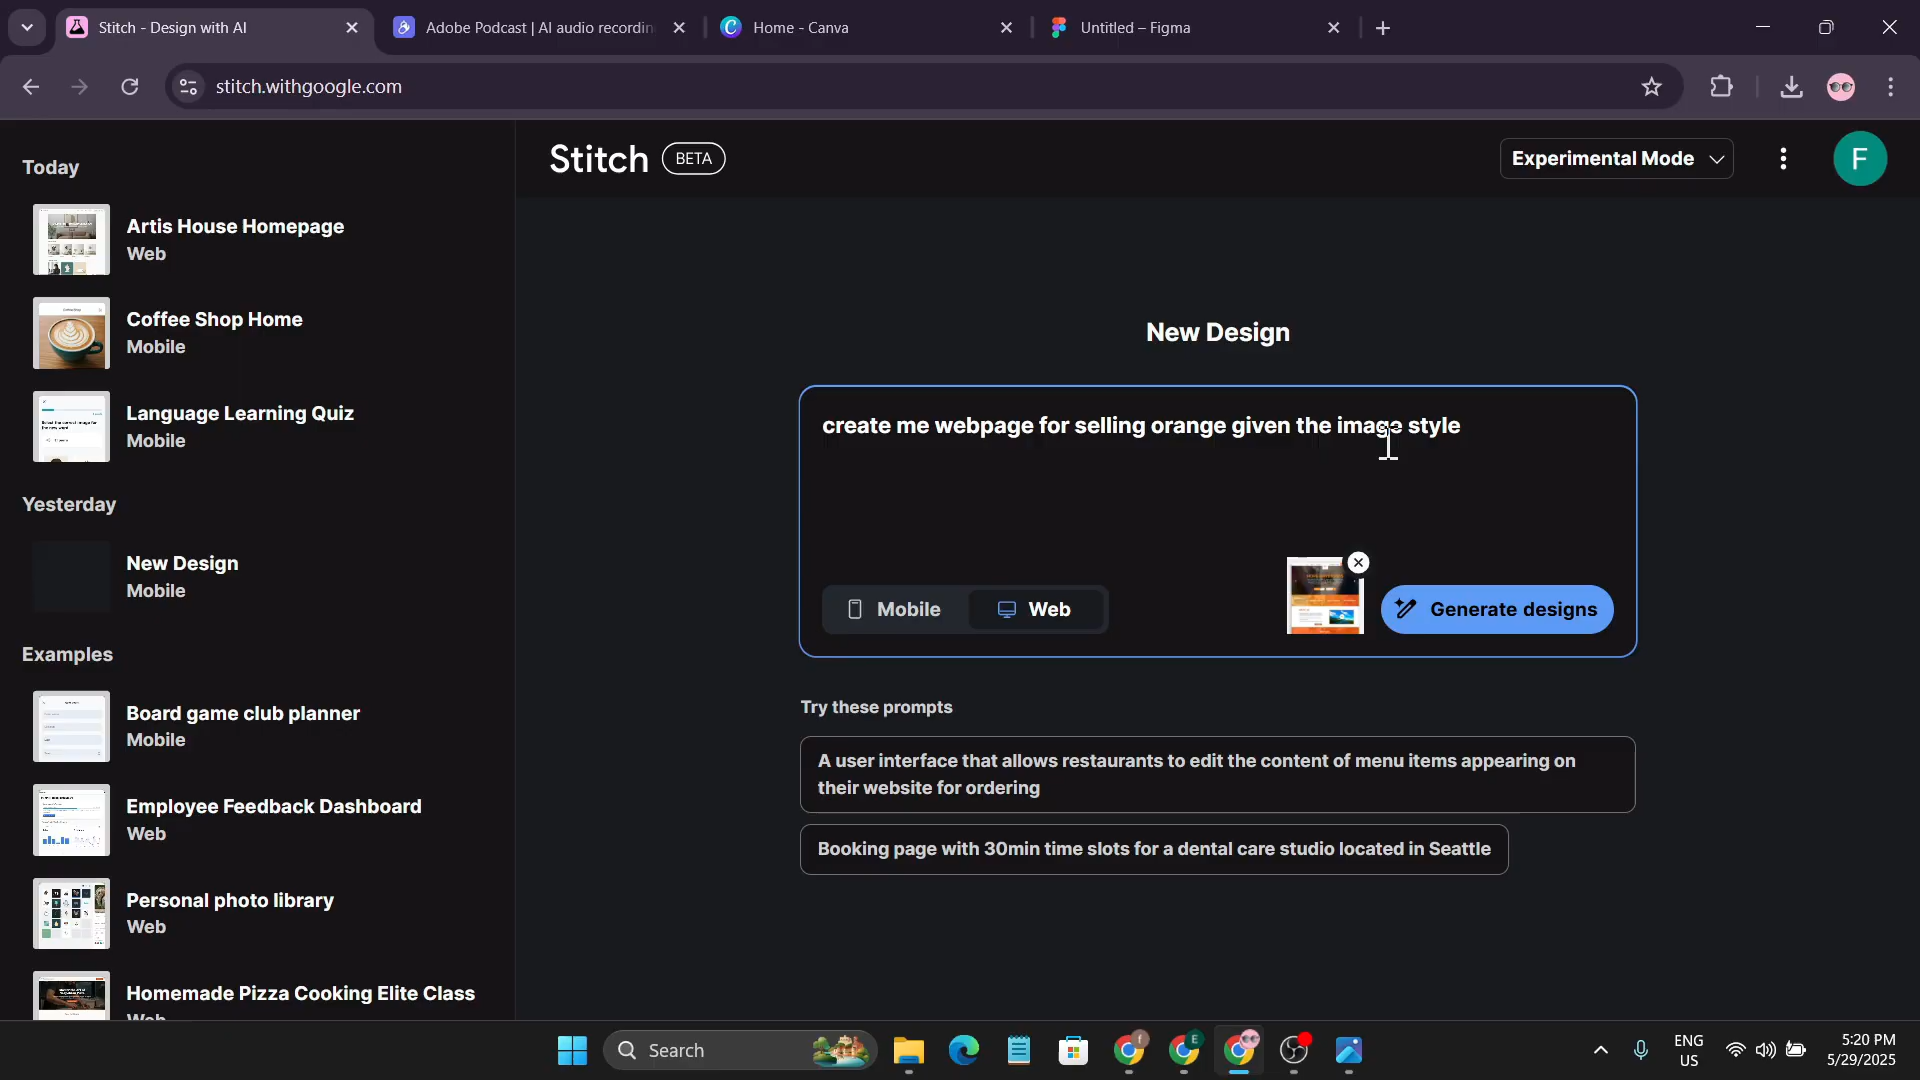 Stitch - Design with AI
Adobe Podcast | AI audio recordin
Home - Canva
Untitled – Figma
stitch.withgoogle.com
Today
Artis House Homepage
Web
Coffee Shop Home
Mobile
Language Learning Quiz
Mobile
Yesterday
New Design
Mobile
Examples
Board game club planner
Mobile
Employee Feedback Dashboard
Web
Personal photo library
Web
Homemade Pizza Cooking Elite Class
Web
Stitch BETA
Experimental Mode
F
New Design
create me webpage for selling orange given the image style
Mobile
Web
Generate designs
Try these prompts
A user interface that allows restaurants to edit the content of menu items appearing on
their website for ordering
Booking page with 30min time slots for a dental care studio located in Seattle
Search
ENG
US
5:20 PM
5/29/2025